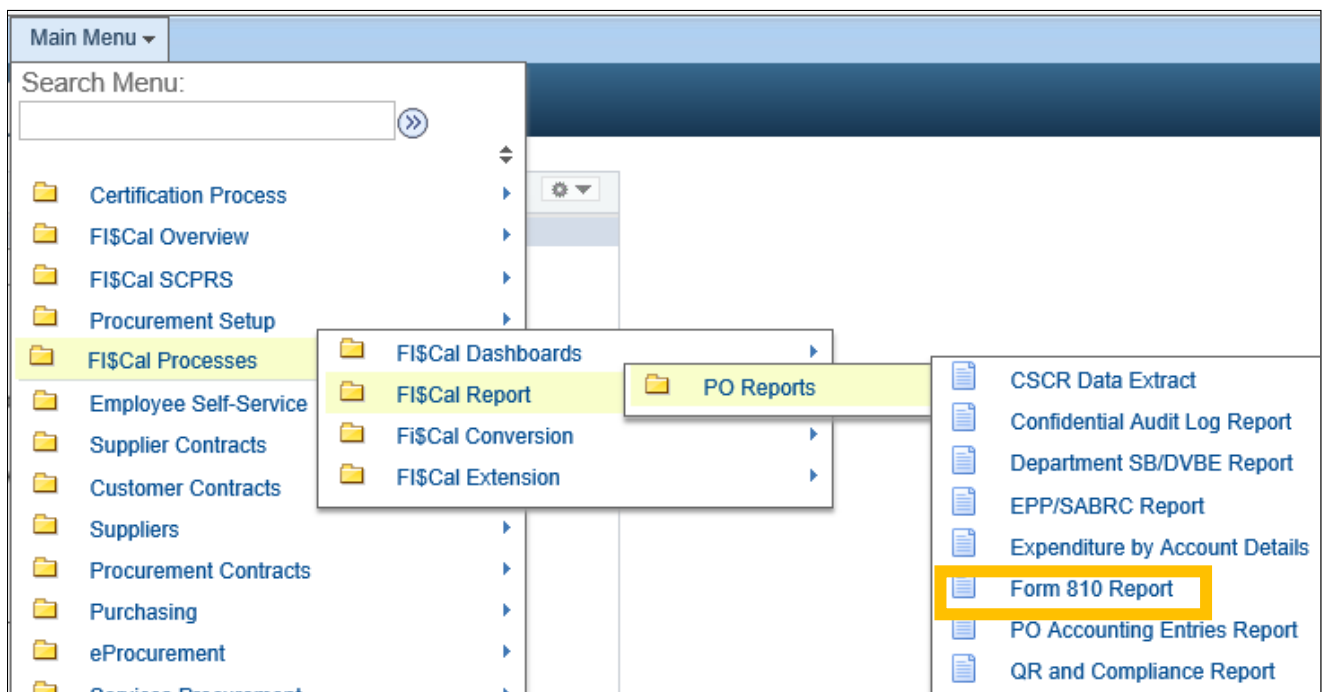 Main Menu
Search Menu:
Certification Process
FI$Cal Overview
FI$Cal SCPRS
Procurement Setup
FI$Cal Processes
Employee Self-Service
Supplier Contracts
Customer Contracts
Suppliers
Procurement Contracts
Purchasing
eProcurement
Services Procurement
FI$Cal Dashboards
FI$Cal Report
Fi$Cal Conversion
FI$Cal Extension
PO Reports
CSCR Data Extract
Confidential Audit Log Report
Department SB/DVBE Report
EPP/SABRC Report
Expenditure by Account Details
Form 810 Report
PO Accounting Entries Report
QR and Compliance Report